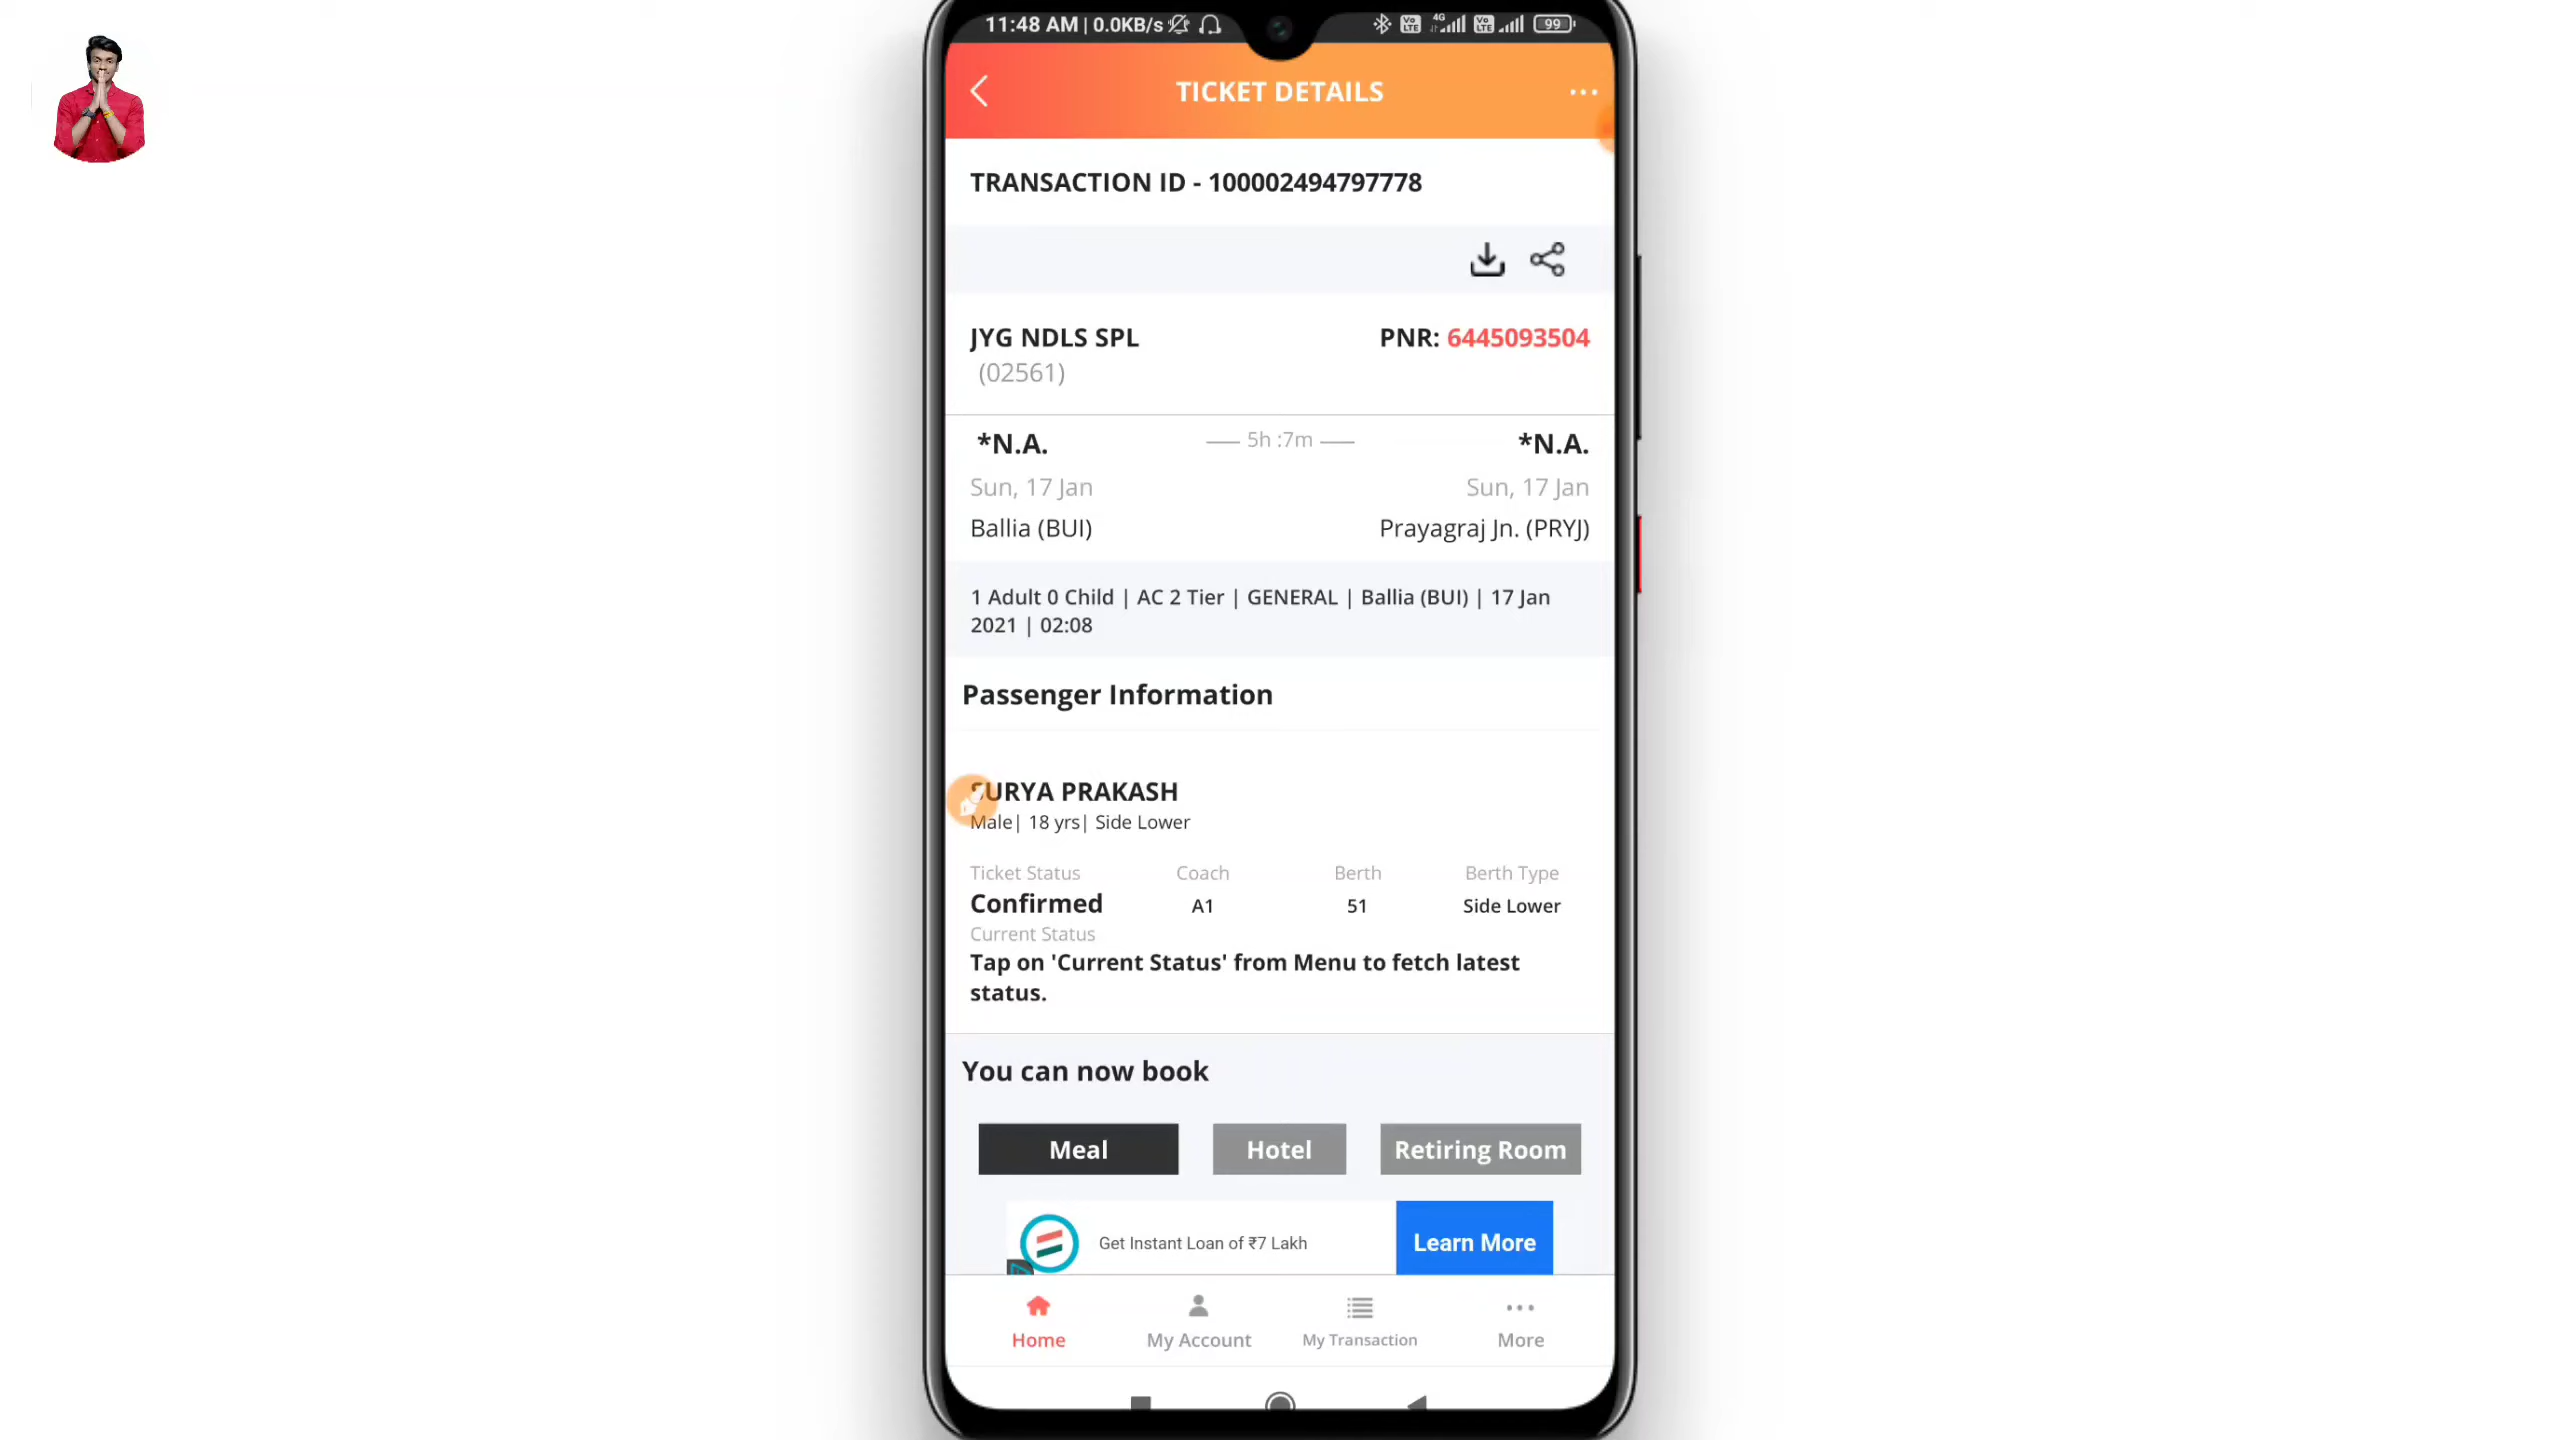 11:48 AM | 0.0KB/s 4G 99
TICKET DETAILS
TRANSACTION ID - 100002494797778
JYG NDLS SPL PNR: 6445093504
(02561)
*N.A. 5h :7m *N.A.
Sun, 17 Jan Sun, 17 Jan
Ballia (BUI) Prayagraj Jn. (PRYJ)
1 Adult 0 Child | AC 2 Tier | GENERAL | Ballia (BUI) | 17 Jan
2021 | 02:08
Passenger Information
SURYA PRAKASH
Male| 18 yrs| Side Lower
Ticket Status Coach Berth Berth Type
Confirmed A1 51 Side Lower
Current Status
Tap on 'Current Status' from Menu to fetch latest
status.
You can now book
Meal Hotel Retiring Room
Get Instant Loan of ₹7 Lakh Learn More
Home My Account My Transaction More